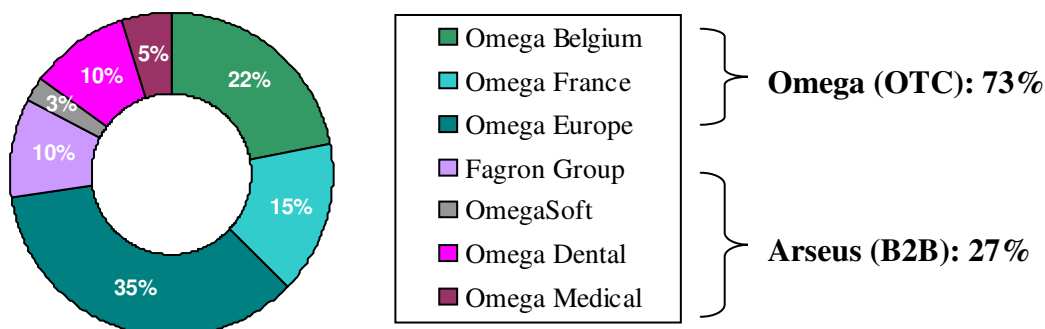 5%
22%
10%
3%
10%
15%
35%
Omega Belgium
Omega France
Omega Europe
Fagron Group
OmegaSoft
Omega Dental
Omega Medical
Omega (OTC): 73%
Arseus (B2B): 27%